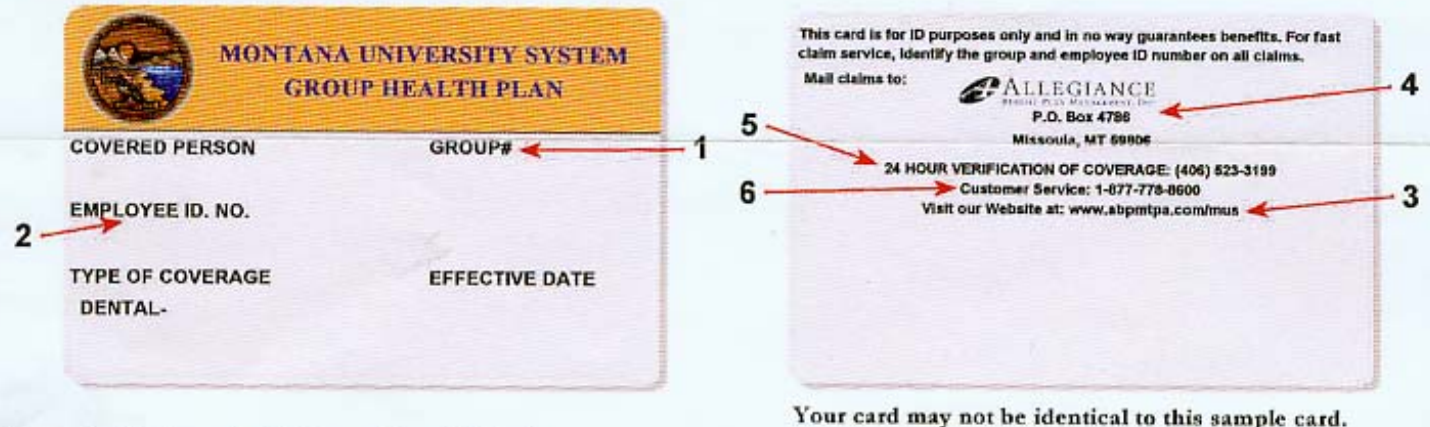 MONTANA UNIVERSITY SYSTEM
GROUP HEALTH PLAN
COVERED PERSON
GROUP#
1
EMPLOYEE ID. NO.
2
TYPE OF COVERAGE
EFFECTIVE DATE
DENTAL-
This card is for ID purposes only and in no way guarantees benefits. For fast
claim service, identify the group and employee ID number on all claims.
Mail claims to:
ALLEGIANCE
BENEFIT PLAN MANAGEMENT, INC
4
P.O. Box 4786
Missoula, MT 59806
5
24 HOUR VERIFICATION OF COVERAGE: (406) 523-3199
6
Customer Service: 1-877-778-8600
Visit our Website at: www.abpmtpa.com/mus
3
Your card may not be identical to this sample card.